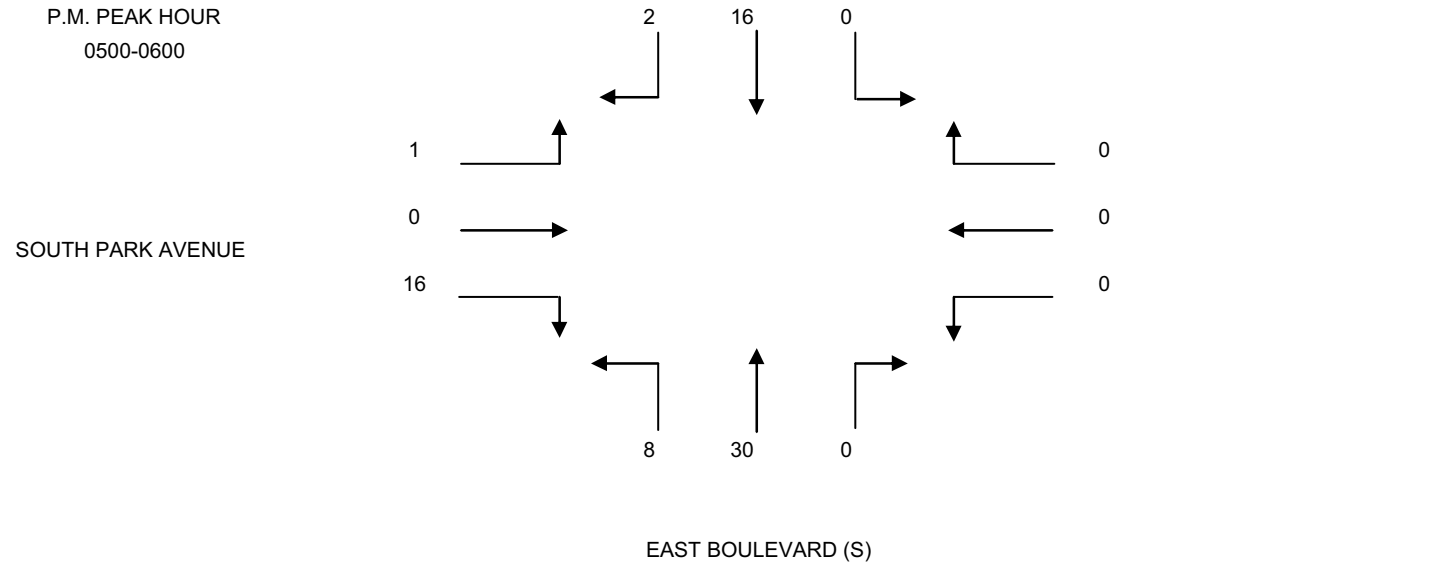 P.M. PEAK HOUR 2 16 0
0500-0600
1 0
0 0
SOUTH PARK AVENUE
16 0
8 30 0
EAST BOULEVARD (S)